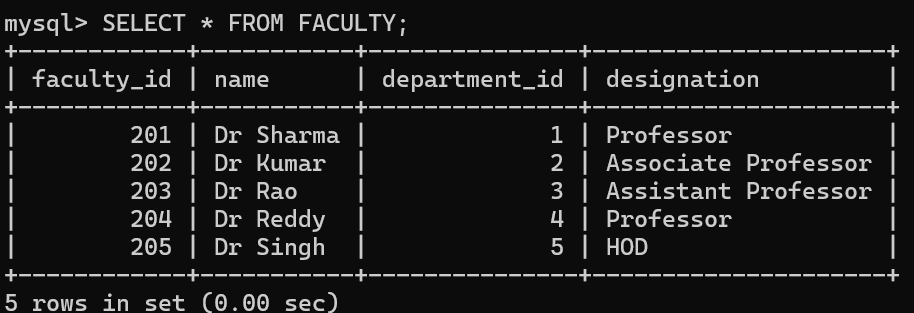 mysql> SELECT * FROM FACULTY;
+------------+-----------+---------------+---------------------+
| faculty_id | name      | department_id | designation         |
+------------+-----------+---------------+---------------------+
|        201 | Dr Sharma |             1 | Professor           |
|        202 | Dr Kumar  |             2 | Associate Professor |
|        203 | Dr Rao    |             3 | Assistant Professor |
|        204 | Dr Reddy  |             4 | Professor           |
|        205 | Dr Singh  |             5 | HOD                 |
+------------+-----------+---------------+---------------------+
5 rows in set (0.00 sec)